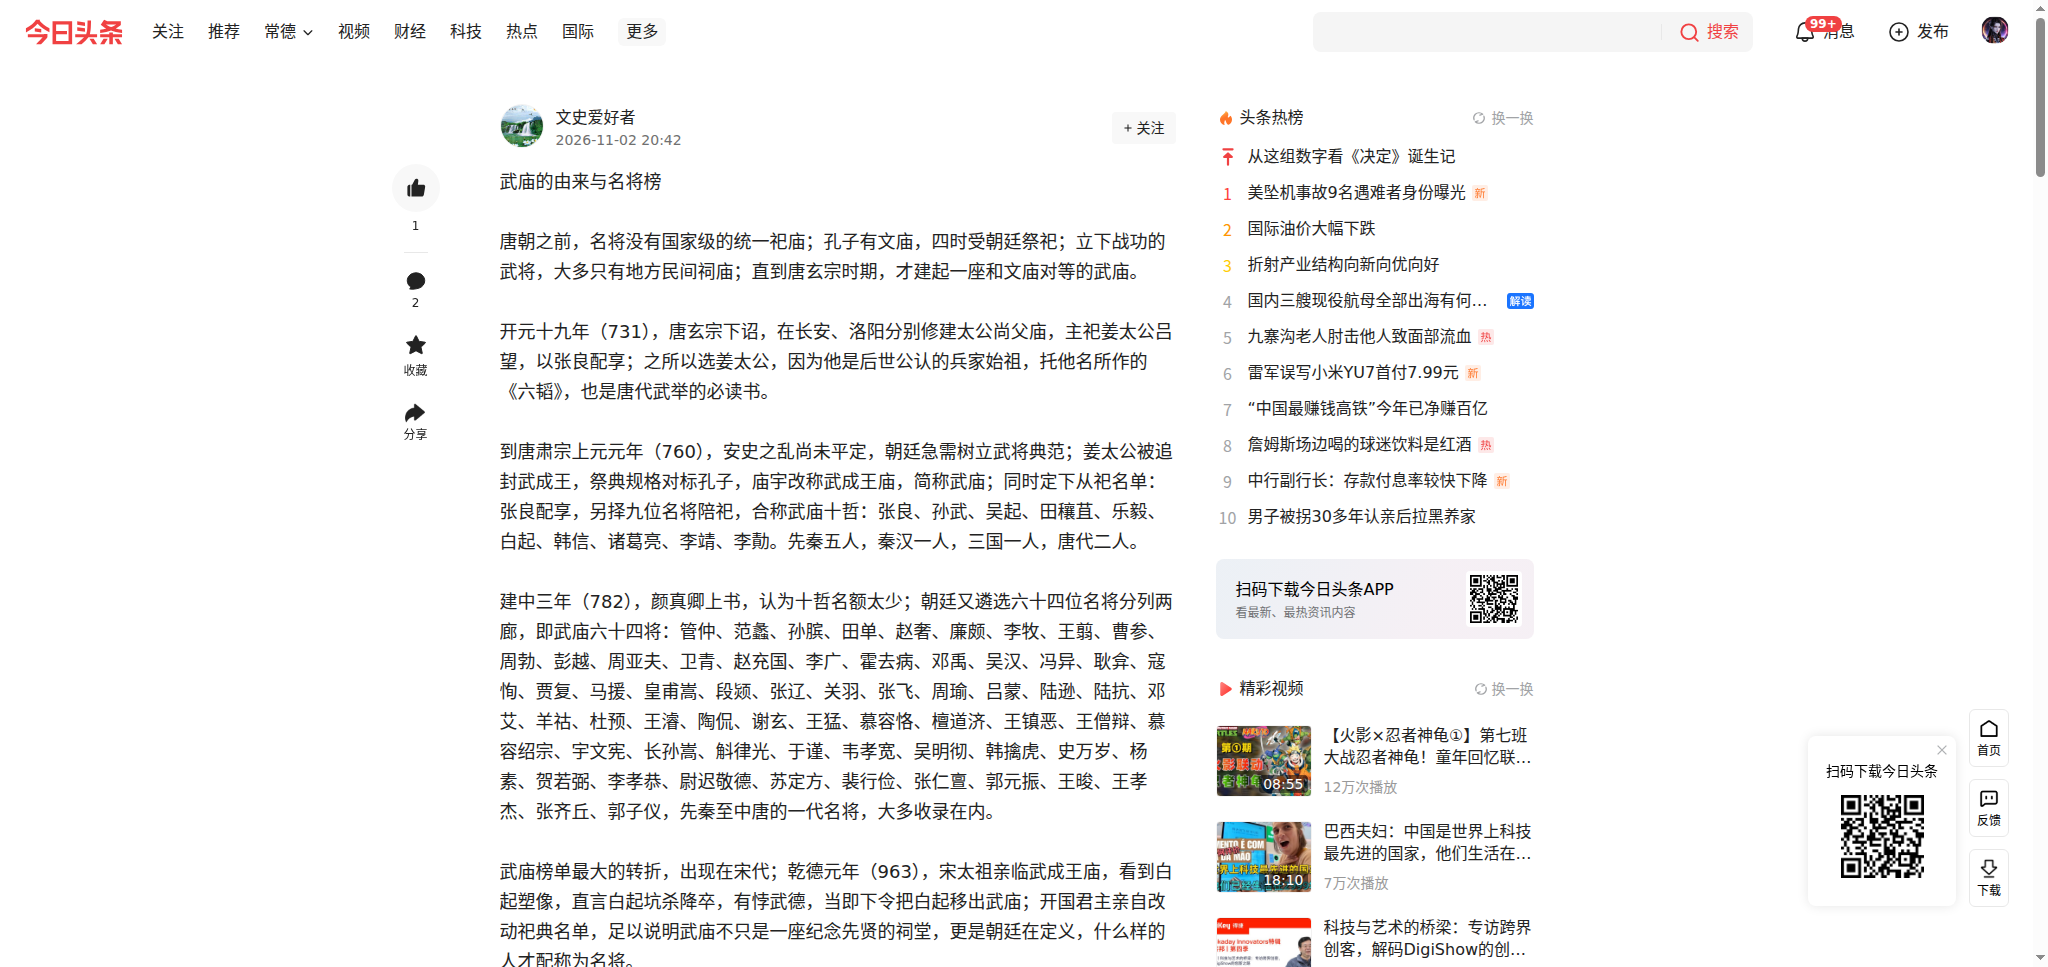 今日头条
关注
推荐
常德
视频
财经
科技
热点
国际
更多
搜索
99+
消息
发布
文史爱好者
2026-11-02 20:42
+ 关注
1
2
收藏
分享
武庙的由来与名将榜
唐朝之前，名将没有国家级的统一祀庙；孔子有文庙，四时受朝廷祭祀；立下战功的
武将，大多只有地方民间祠庙；直到唐玄宗时期，才建起一座和文庙对等的武庙。
开元十九年（731），唐玄宗下诏，在长安、洛阳分别修建太公尚父庙，主祀姜太公吕
望，以张良配享；之所以选姜太公，因为他是后世公认的兵家始祖，托他名所作的
《六韬》，也是唐代武举的必读书。
到唐肃宗上元元年（760），安史之乱尚未平定，朝廷急需树立武将典范；姜太公被追
封武成王，祭典规格对标孔子，庙宇改称武成王庙，简称武庙；同时定下从祀名单：
张良配享，另择九位名将陪祀，合称武庙十哲：张良、孙武、吴起、田穰苴、乐毅、
白起、韩信、诸葛亮、李靖、李勣。先秦五人，秦汉一人，三国一人，唐代二人。
建中三年（782），颜真卿上书，认为十哲名额太少；朝廷又遴选六十四位名将分列两
廊，即武庙六十四将：管仲、范蠡、孙膑、田单、赵奢、廉颇、李牧、王翦、曹参、
周勃、彭越、周亚夫、卫青、赵充国、李广、霍去病、邓禹、吴汉、冯异、耿弇、寇
恂、贾复、马援、皇甫嵩、段颎、张辽、关羽、张飞、周瑜、吕蒙、陆逊、陆抗、邓
艾、羊祜、杜预、王濬、陶侃、谢玄、王猛、慕容恪、檀道济、王镇恶、王僧辩、慕
容绍宗、宇文宪、长孙嵩、斛律光、于谨、韦孝宽、吴明彻、韩擒虎、史万岁、杨
素、贺若弼、李孝恭、尉迟敬德、苏定方、裴行俭、张仁亶、郭元振、王晙、王孝
杰、张齐丘、郭子仪，先秦至中唐的一代名将，大多收录在内。
武庙榜单最大的转折，出现在宋代；乾德元年（963），宋太祖亲临武成王庙，看到白
起塑像，直言白起坑杀降卒，有悖武德，当即下令把白起移出武庙；开国君主亲自改
动祀典名单，足以说明武庙不只是一座纪念先贤的祠堂，更是朝廷在定义，什么样的
人才配称为名将。
头条热榜
换一换
从这组数字看《决定》诞生记
1 美坠机事故9名遇难者身份曝光 新
2 国际油价大幅下跌
3 折射产业结构向新向优向好
4 国内三艘现役航母全部出海有何... 解读
5 九寨沟老人肘击他人致面部流血 热
6 雷军误写小米YU7首付7.99元 新
7 “中国最赚钱高铁”今年已净赚百亿
8 詹姆斯场边喝的球迷饮料是红酒 热
9 中行副行长：存款付息率较快下降 新
10 男子被拐30多年认亲后拉黑养家
扫码下载今日头条APP
看最新、最热资讯内容
精彩视频
换一换
第①期
08:55
【火影×忍者神龟①】第七班
大战忍者神龟！童年回忆联...
12万次播放
18:10
巴西夫妇：中国是世界上科技
最先进的国家，他们生活在...
7万次播放
科技与艺术的桥梁：专访跨界
创客，解码DigiShow的创...
扫码下载今日头条
首页
反馈
下载